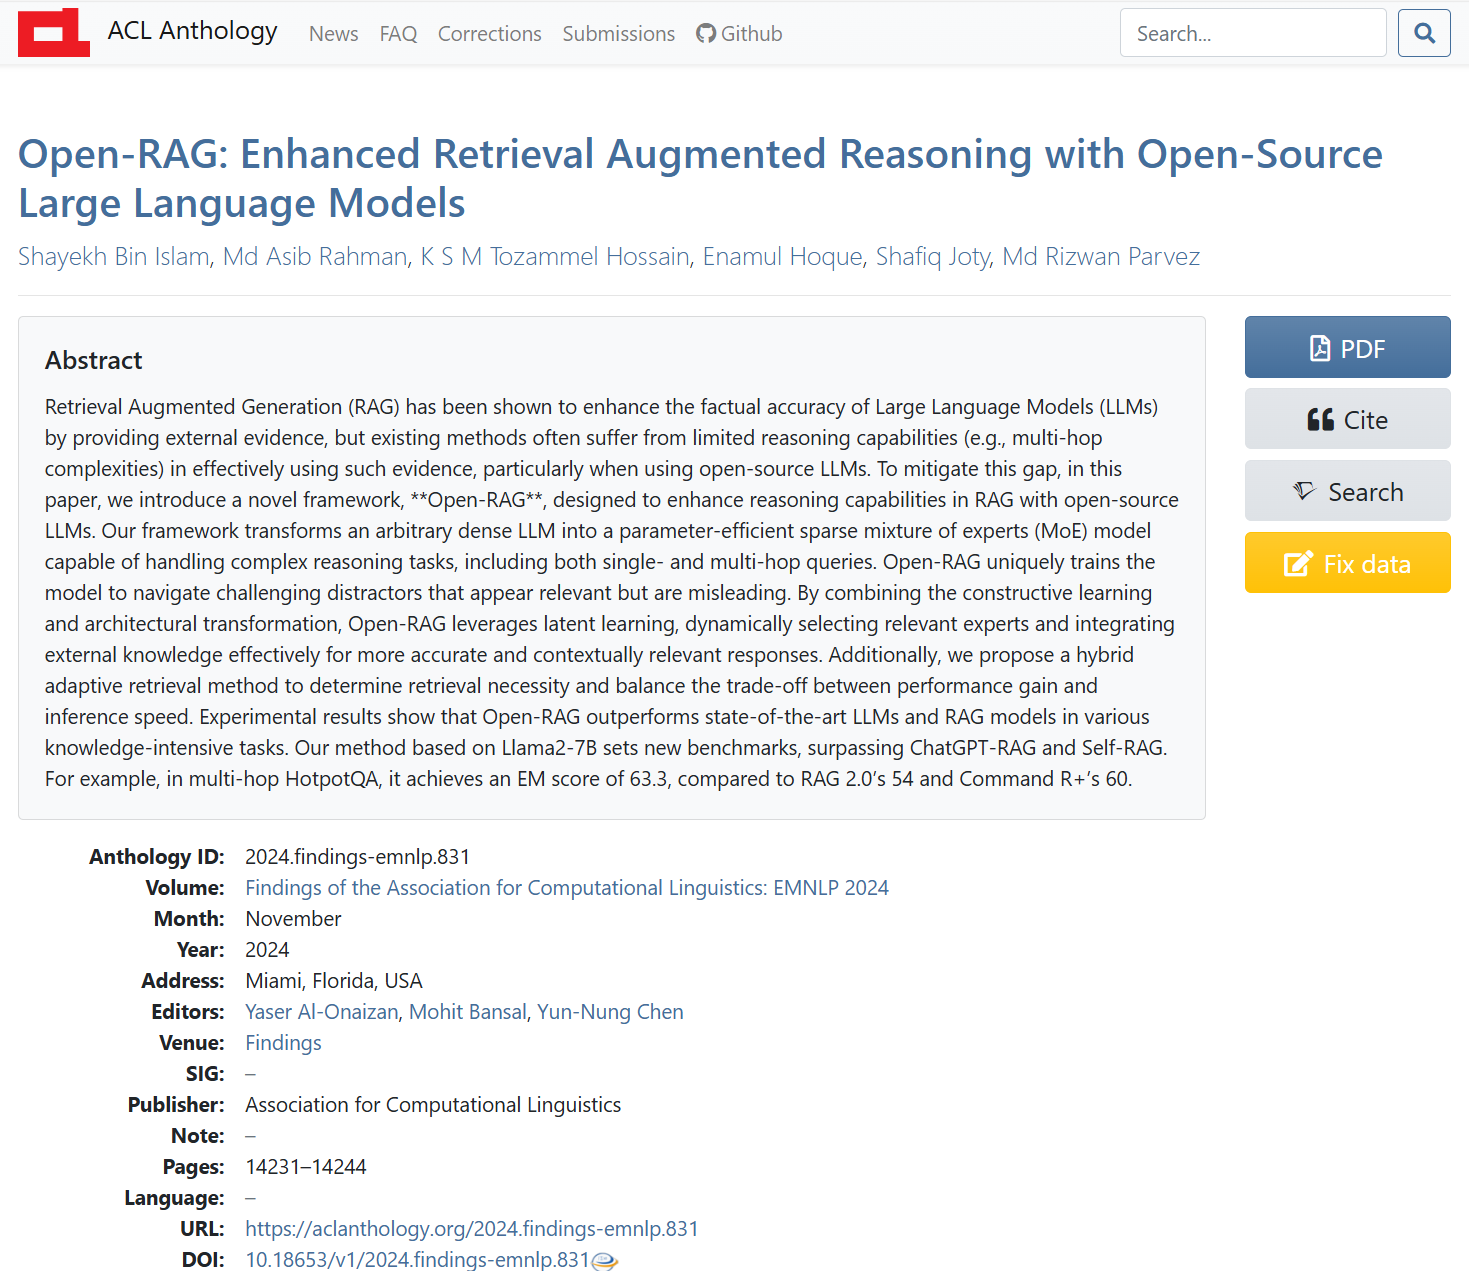 ACL Anthology News FAQ Corrections Submissions Github Search...
Open-RAG: Enhanced Retrieval Augmented Reasoning with Open-Source
Large Language Models
Shayekh Bin Islam, Md Asib Rahman, K S M Tozammel Hossain, Enamul Hoque, Shafiq Joty, Md Rizwan Parvez
Abstract
Retrieval Augmented Generation (RAG) has been shown to enhance the factual accuracy of Large Language Models (LLMs)
by providing external evidence, but existing methods often suffer from limited reasoning capabilities (e.g., multi-hop
complexities) in effectively using such evidence, particularly when using open-source LLMs. To mitigate this gap, in this
paper, we introduce a novel framework, **Open-RAG**, designed to enhance reasoning capabilities in RAG with open-source
LLMs. Our framework transforms an arbitrary dense LLM into a parameter-efficient sparse mixture of experts (MoE) model
capable of handling complex reasoning tasks, including both single- and multi-hop queries. Open-RAG uniquely trains the
model to navigate challenging distractors that appear relevant but are misleading. By combining the constructive learning
and architectural transformation, Open-RAG leverages latent learning, dynamically selecting relevant experts and integrating
external knowledge effectively for more accurate and contextually relevant responses. Additionally, we propose a hybrid
adaptive retrieval method to determine retrieval necessity and balance the trade-off between performance gain and
inference speed. Experimental results show that Open-RAG outperforms state-of-the-art LLMs and RAG models in various
knowledge-intensive tasks. Our method based on Llama2-7B sets new benchmarks, surpassing ChatGPT-RAG and Self-RAG.
For example, in multi-hop HotpotQA, it achieves an EM score of 63.3, compared to RAG 2.0’s 54 and Command R+’s 60.
PDF
Cite
Search
Fix data
Anthology ID: 2024.findings-emnlp.831
Volume: Findings of the Association for Computational Linguistics: EMNLP 2024
Month: November
Year: 2024
Address: Miami, Florida, USA
Editors: Yaser Al-Onaizan, Mohit Bansal, Yun-Nung Chen
Venue: Findings
SIG: –
Publisher: Association for Computational Linguistics
Note: –
Pages: 14231–14244
Language: –
URL: https://aclanthology.org/2024.findings-emnlp.831
DOI: 10.18653/v1/2024.findings-emnlp.831